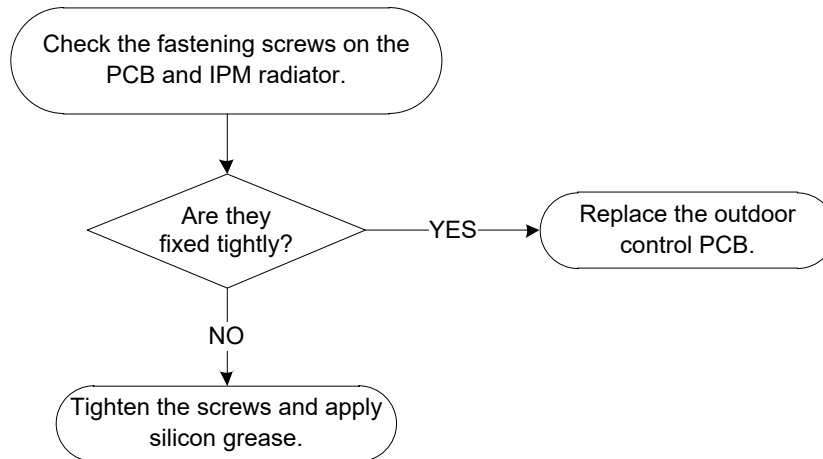 Check the fastening screws on the
PCB and IPM radiator.
Are they
fixed tightly?
YES
Replace the outdoor
control PCB.
NO
Tighten the screws and apply
silicon grease.